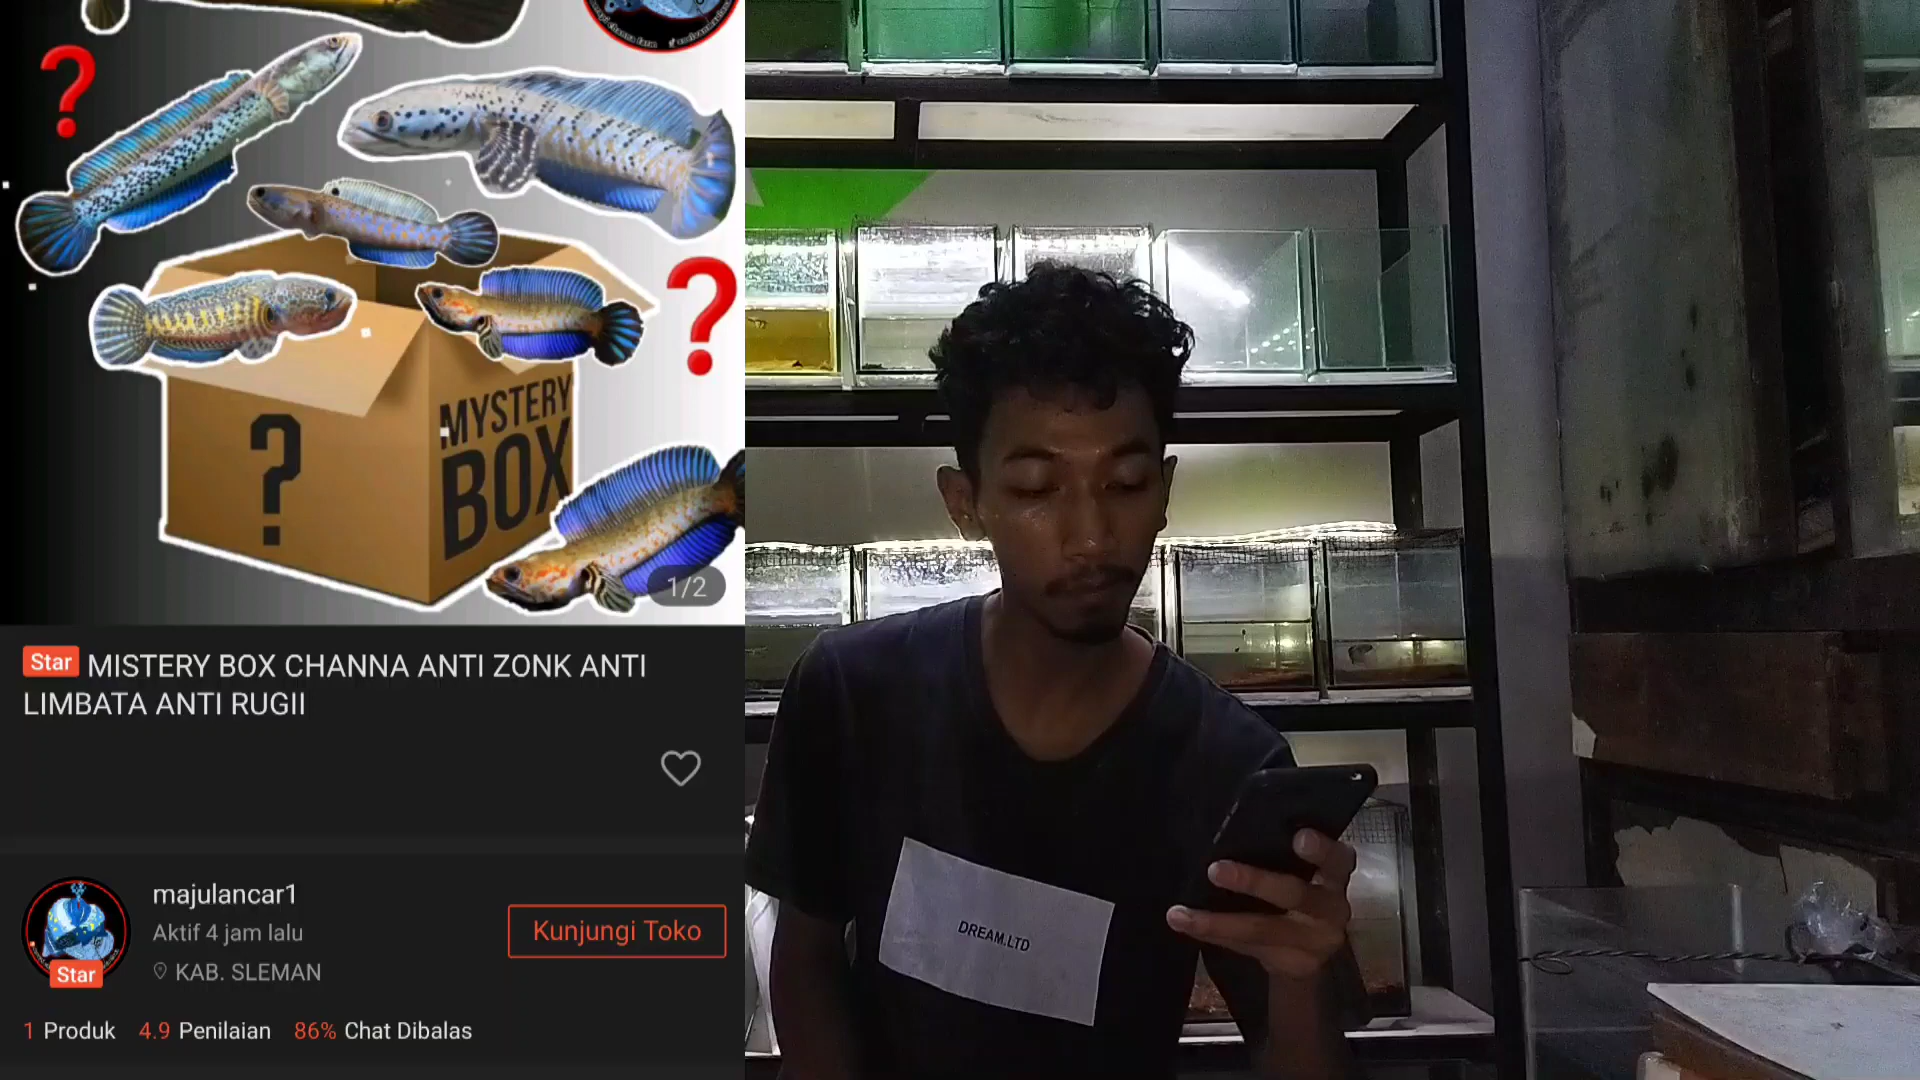 ?
?
?
MYSTERY
BOX
1/2
Star MISTERY BOX CHANNA ANTI ZONK ANTI
LIMBATA ANTI RUGII
majulancar1
Aktif 4 jam lalu
KAB. SLEMAN
Star
Kunjungi Toko
1 Produk 4.9 Penilaian 86% Chat Dibalas
DREAM.LTD